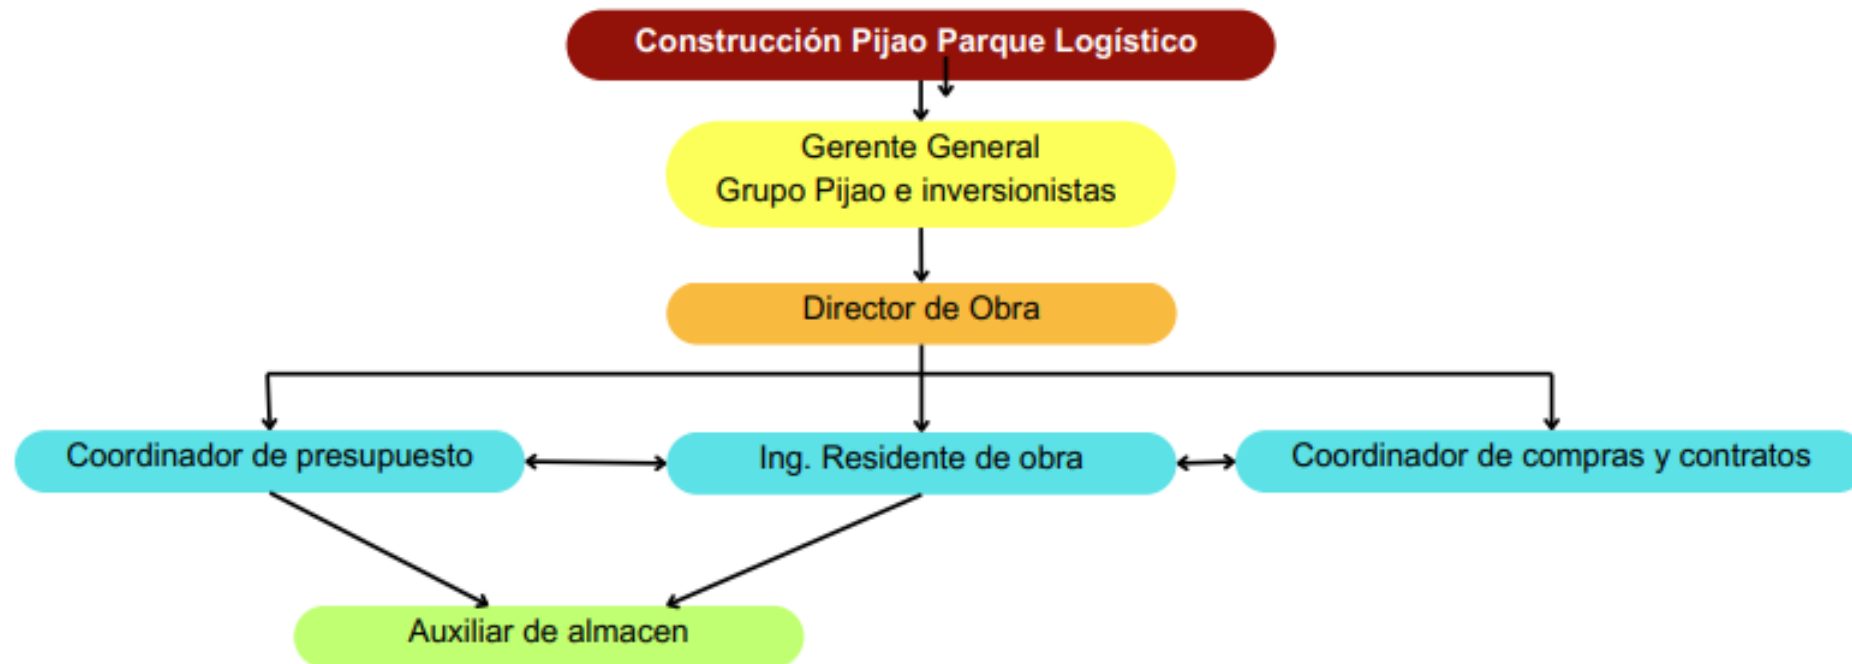 Construcción Pijao Parque Logístico
Gerente General
Grupo Pijao e inversionistas
Director de Obra
Coordinador de presupuesto
Ing. Residente de obra
Coordinador de compras y contratos
Auxiliar de almacen